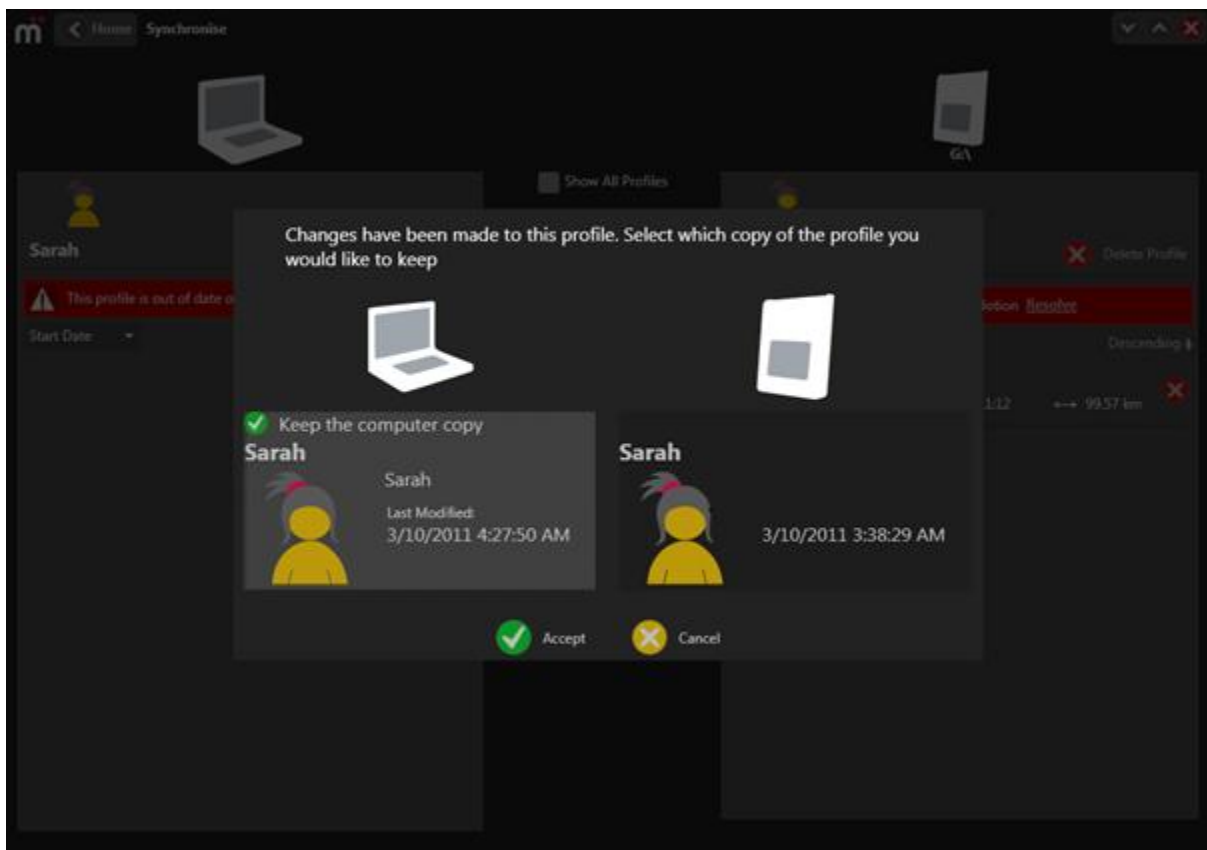 m
Home Synchronise
G:\
Show All Profiles
Changes have been made to this profile. Select which copy of the profile you
would like to keep
Sarah
Delete Profile
This profile is out of date o
Resolve
Start Date
Descending
1:12
99.57 km
Keep the computer copy
Sarah
Sarah
Last Modified:
3/10/2011 4:27:50 AM
Sarah
3/10/2011 3:38:29 AM
Accept
Cancel